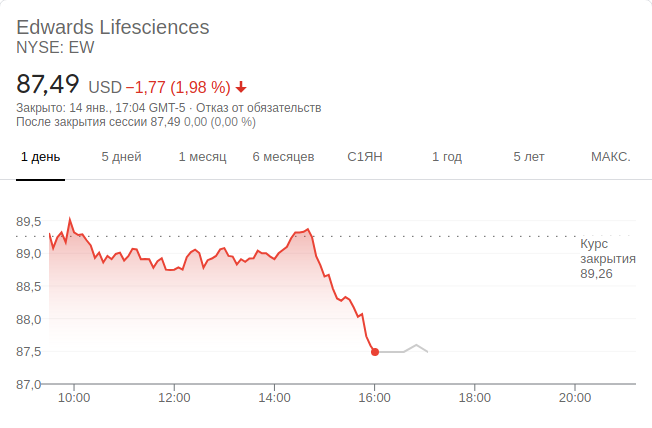 Edwards Lifesciences
NYSE: EW
87,49 USD −1,77 (1,98 %)
Закрыто: 14 янв., 17:04 GMT-5 · Отказ от обязательств
После закрытия сессии 87,49 0,00 (0,00 %)
1 день 5 дней 1 месяц 6 месяцев С1ЯН 1 год 5 лет МАКС.
89,5
89,0
88,5
88,0
87,5
87,0
Курс
закрытия
89,26
10:00 12:00 14:00 16:00 18:00 20:00